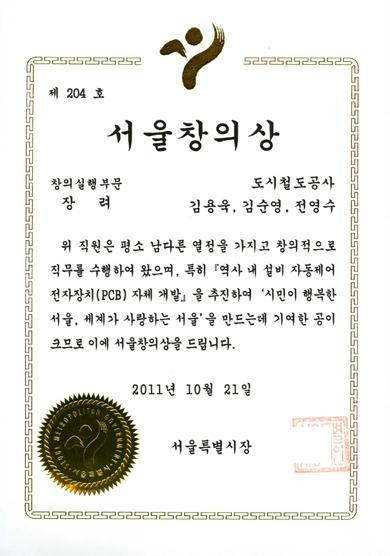 제 204 호
서울창의상
창의실행부문 도시철도공사
장 려 김용욱, 김순영, 전영수
위 직원은 평소 남다른 열정을 가지고 창의적으로
직무를 수행하여 왔으며, 특히 『역사 내 설비 자동제어
전자장치(PCB) 자체 개발』을 추진하여 '시민이 행복한
서울, 세계가 사랑하는 서울'을 만드는데 기여한 공이
크므로 이에 서울창의상을 드립니다.
2011년 10월 21일
서울특별시장